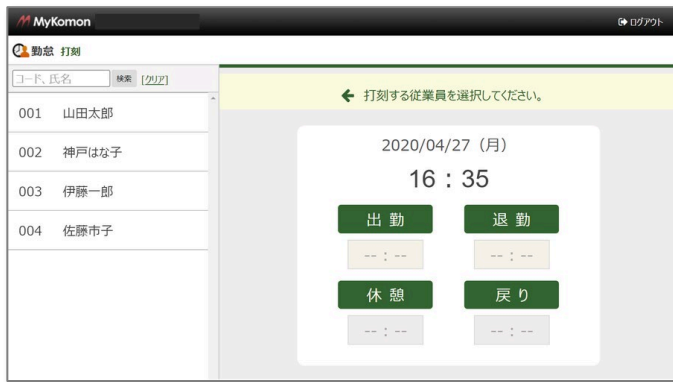 MyKomon
ログアウト
勤怠 打刻
コード、氏名 検索 [クリア]
001 山田太郎
002 神戸はな子
003 伊藤一郎
004 佐藤市子
← 打刻する従業員を選択してください。
2020/04/27（月）
16：35
出勤 退勤
--：-- --：--
休憩 戻り
--：-- --：--